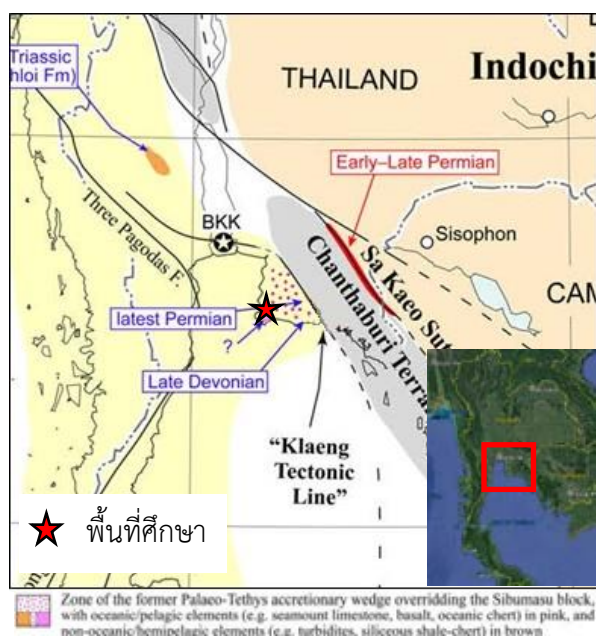 Triassic
hloi Fm)
THAILAND
Indochi
Early–Late Permian
Three Pagodas F.
BKK
Sisophon
Sa Kaeo Sut
Chanthaburi Terra
CAM
latest Permian
?
Late Devonian
“Klaeng
Tectonic
Line”
พื้นที่ศึกษา
Zone of the former Palaeo-Tethys accretionary wedge overriding the Sibumasu block,
with oceanic/pelagic elements (e.g. seamount limestone, basalt, oceanic chert) in pink, and
non-oceanic/hemipelagic elements (e.g. turbidites, siliceous shale-chert) in brown